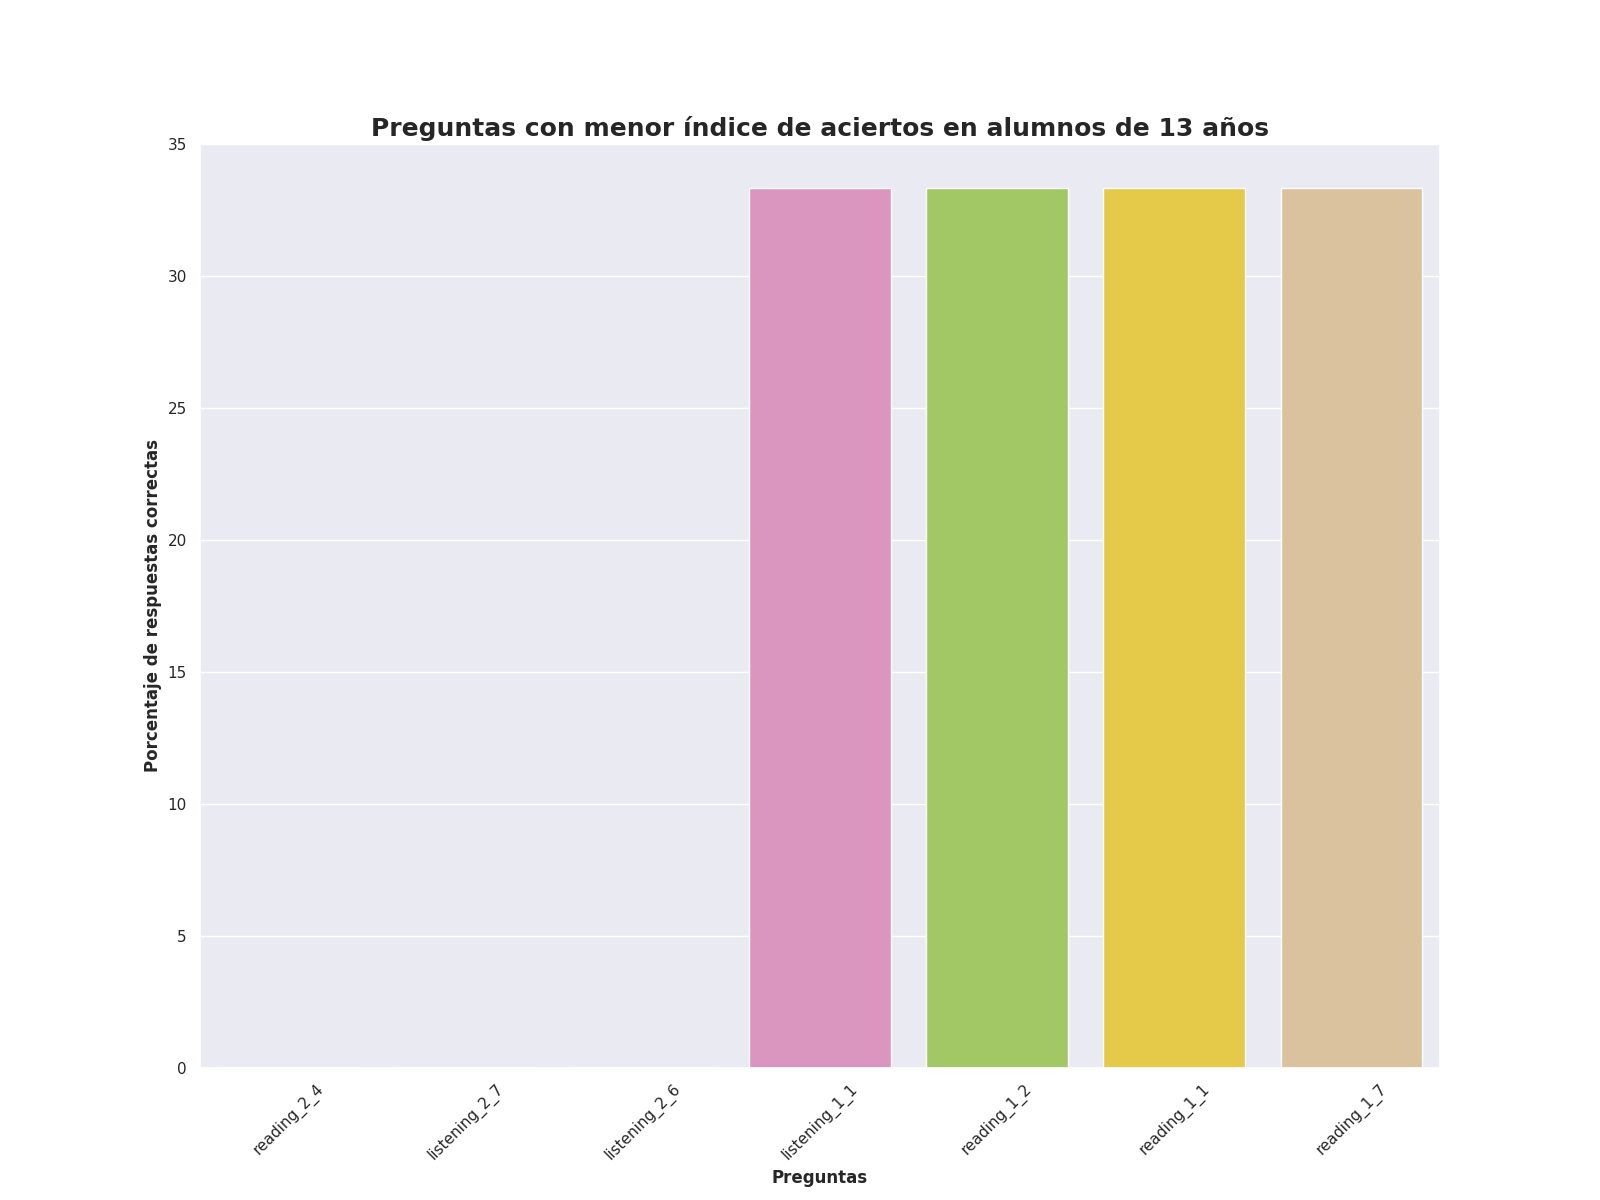 Preguntas con menor índice de aciertos en alumnos de 13 años
Porcentaje de respuestas correctas
35
30
25
20
15
10
5
0
reading_2_4
listening_2_7
listening_2_6
listening_1_1
reading_1_2
reading_1_1
reading_1_7
Preguntas